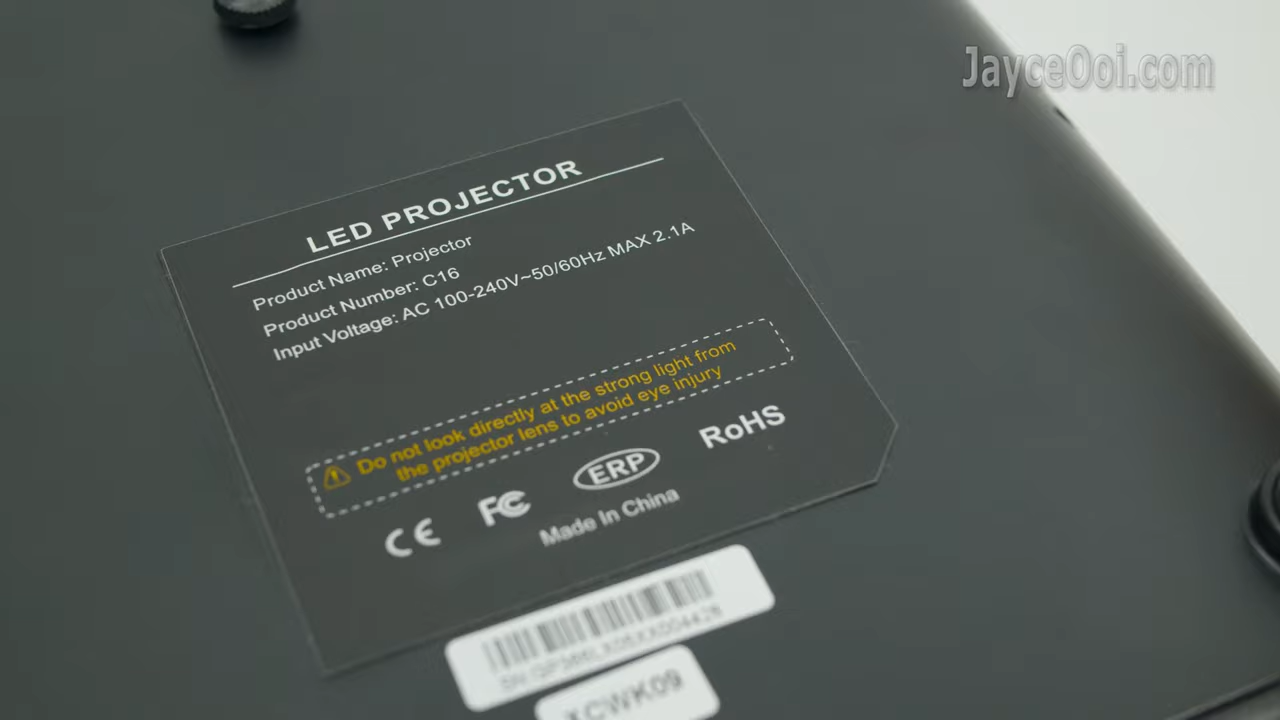 JayceOoi.com
LED PROJECTOR
Product Name: Projector
Product Number: C16
Input Voltage: AC 100-240V~50/60Hz MAX 2.1A
Do not look directly at the strong light from
the projector lens to avoid eye injury
CE FC ERP RoHS
Made In China
XCWK09